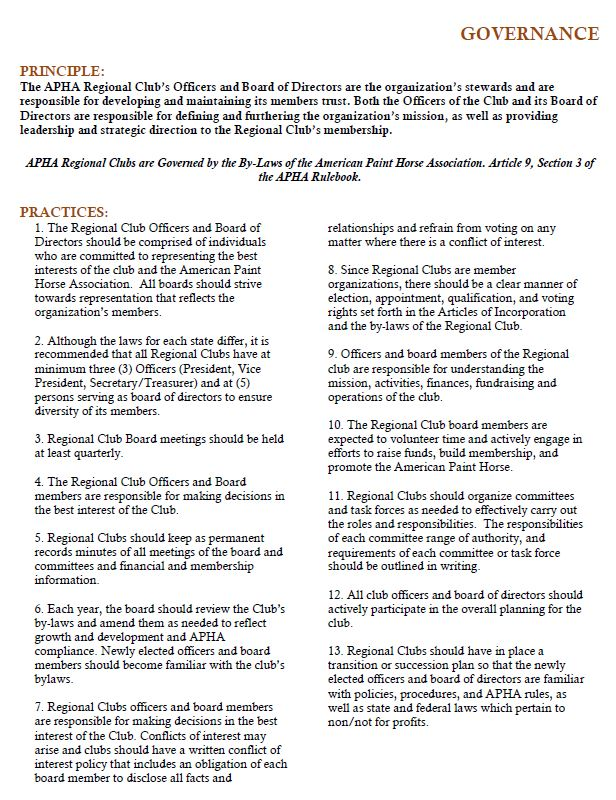 GOVERNANCE
PRINCIPLE:
The APHA Regional Club's Officers and Board of Directors are the organization's stewards and are
responsible for developing and maintaining its members trust. Both the Officers of the Club and its Board of
Directors are responsible for defining and furthering the organization's mission, as well as providing
leadership and strategic direction to the Regional Club's membership.
APHA Regional Clubs are Governed by the By-Laws of the American Paint Horse Association. Article 9, Section 3 of
the APHA Rulebook.
PRACTICES:
1. The Regional Club Officers and Board of
Directors should be comprised of individuals
who are committed to representing the best
interests of the club and the American Paint
Horse Association.  All boards should strive
towards representation that reflects the
organization's members.
2. Although the laws for each state differ, it is
recommended that all Regional Clubs have at
minimum three (3) Officers (President, Vice
President, Secretary/Treasurer) and at (5)
persons serving as board of directors to ensure
diversity of its members.
3. Regional Club Board meetings should be held
at least quarterly.
4. The Regional Club Officers and Board
members are responsible for making decisions in
the best interest of the Club.
5. Regional Clubs should keep as permanent
records minutes of all meetings of the board and
committees and financial and membership
information.
6. Each year, the board should review the Club's
by-laws and amend them as needed to reflect
growth and development and APHA
compliance. Newly elected officers and board
members should become familiar with the club's
bylaws.
7. Regional Clubs officers and board members
are responsible for making decisions in the best
interest of the Club. Conflicts of interest may
arise and clubs should have a written conflict of
interest policy that includes an obligation of each
board member to disclose all facts and
relationships and refrain from voting on any
matter where there is a conflict of interest.
8. Since Regional Clubs are member
organizations, there should be a clear manner of
election, appointment, qualification, and voting
rights set forth in the Articles of Incorporation
and the by-laws of the Regional Club.
9. Officers and board members of the Regional
club are responsible for understanding the
mission, activities, finances, fundraising and
operations of the club.
10. The Regional Club board members are
expected to volunteer time and actively engage in
efforts to raise funds, build membership, and
promote the American Paint Horse.
11. Regional Clubs should organize committees
and task forces as needed to effectively carry out
the roles and responsibilities.  The responsibilities
of each committee range of authority, and
requirements of each committee or task force
should be outlined in writing.
12. All club officers and board of directors should
actively participate in the overall planning for the
club.
13. Regional Clubs should have in place a
transition or succession plan so that the newly
elected officers and board of directors are familiar
with policies, procedures, and APHA rules, as
well as state and federal laws which pertain to
non/not for profits.